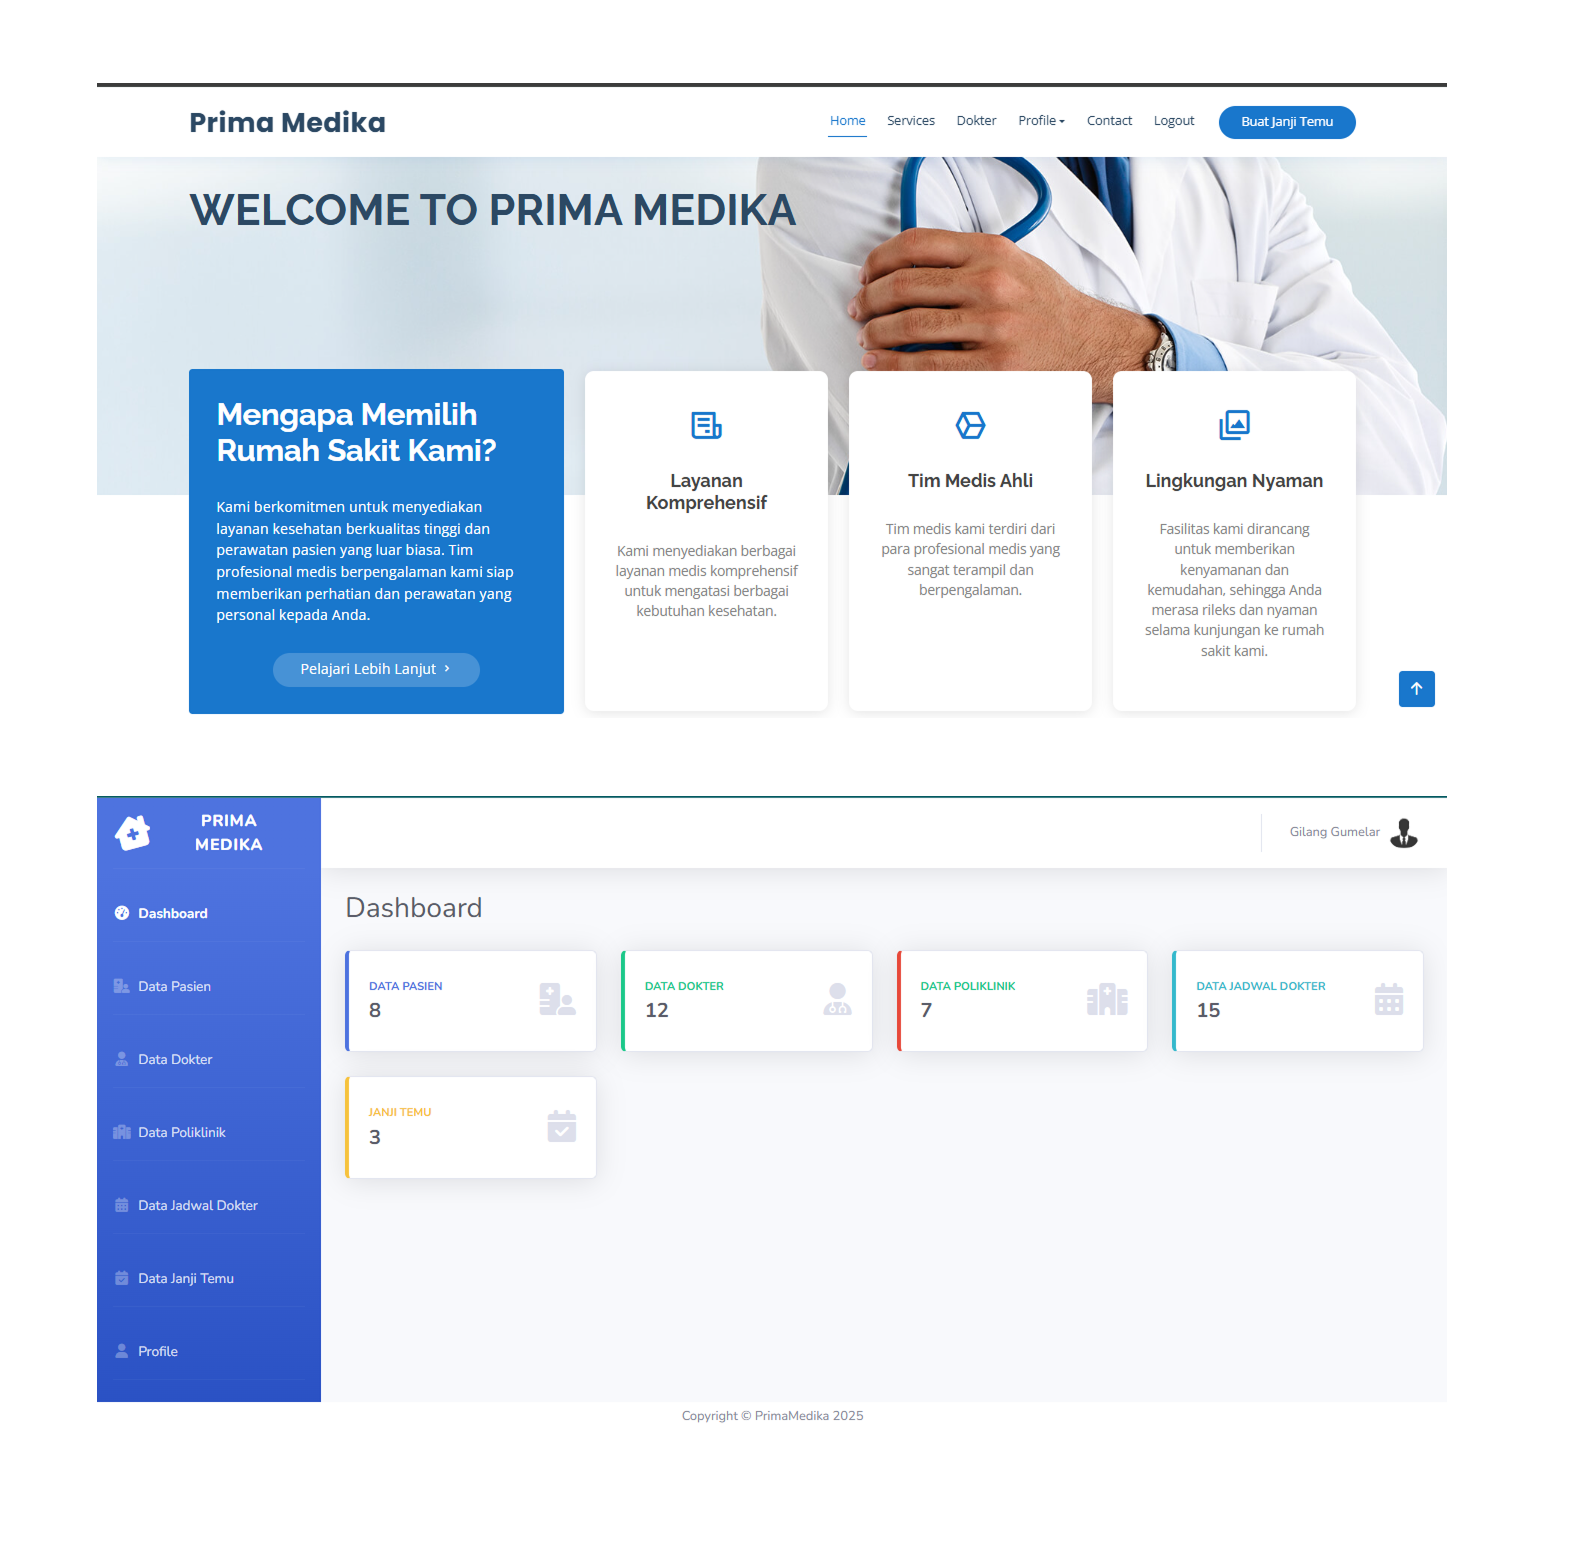 Prima Medika
Home Services Dokter Profile Contact Logout Buat Janji Temu
WELCOME TO PRIMA MEDIKA
Mengapa Memilih
Rumah Sakit Kami?
Kami berkomitmen untuk menyediakan
layanan kesehatan berkualitas tinggi dan
perawatan pasien yang luar biasa. Tim
profesional medis berpengalaman kami siap
memberikan perhatian dan perawatan yang
personal kepada Anda.
Pelajari Lebih Lanjut
Layanan
Komprehensif
Kami menyediakan berbagai
layanan medis komprehensif
untuk mengatasi berbagai
kebutuhan kesehatan.
Tim Medis Ahli
Tim medis kami terdiri dari
para profesional medis yang
sangat terampil dan
berpengalaman.
Lingkungan Nyaman
Fasilitas kami dirancang
untuk memberikan
kenyamanan dan
kemudahan, sehingga Anda
merasa rileks dan nyaman
selama kunjungan ke rumah
sakit kami.
PRIMA
MEDIKA
Dashboard
Data Pasien
Data Dokter
Data Poliklinik
Data Jadwal Dokter
Data Janji Temu
Profile
Gilang Gumelar
Dashboard
DATA PASIEN
8
DATA DOKTER
12
DATA POLIKLINIK
7
DATA JADWAL DOKTER
15
JANJI TEMU
3
Copyright © PrimaMedika 2025